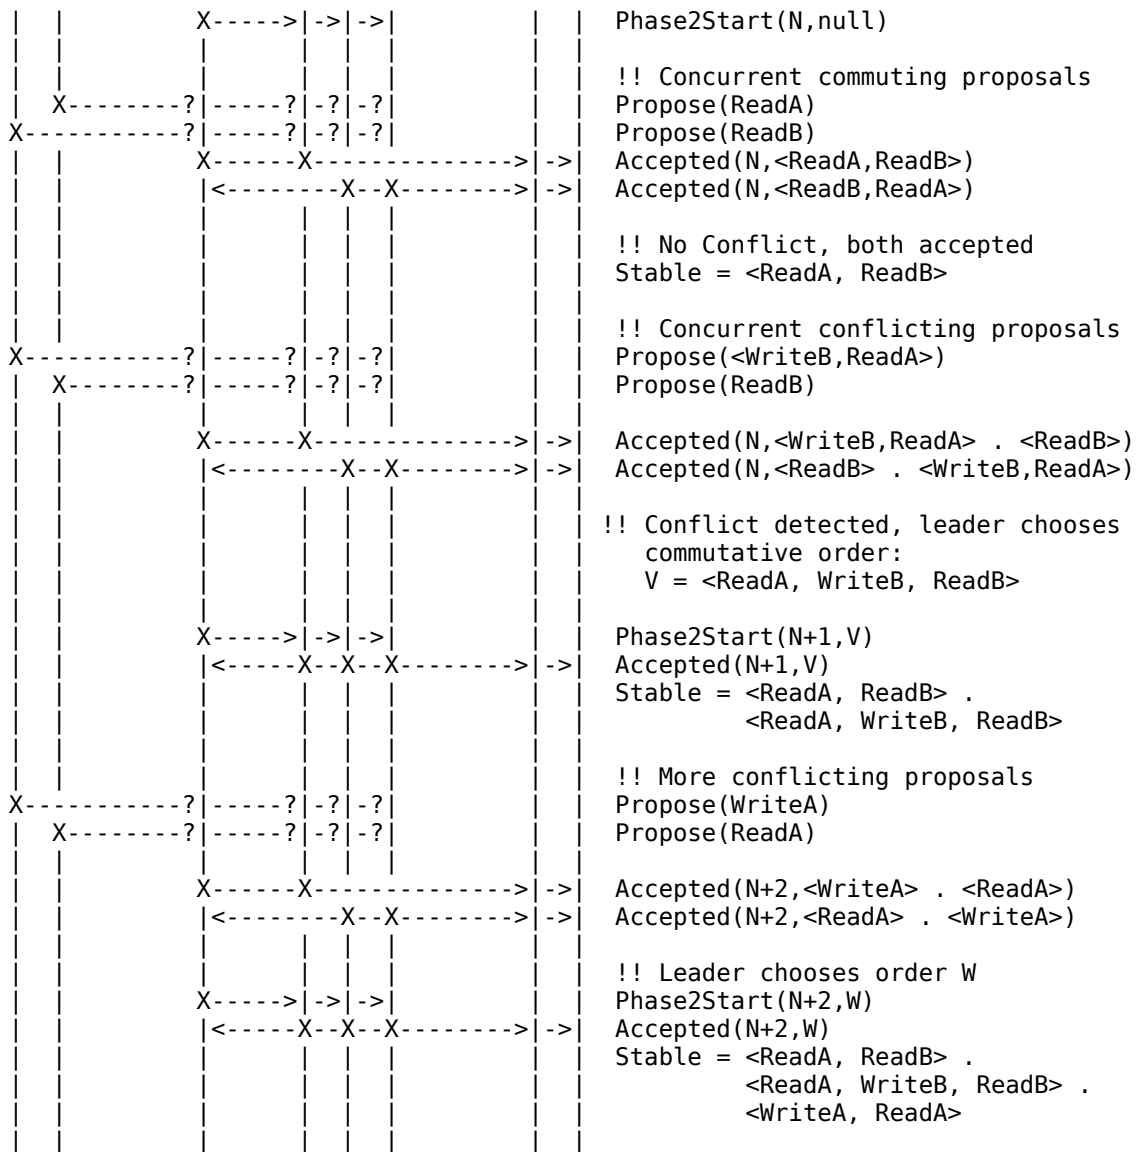 |   |            X----->|->|->|            |   |  Phase2Start(N,null)
!! Concurrent commuting proposals
|   X--------?|-----?|-?|-?|            |   |  Propose(ReadA)
X-----------?|-----?|-?|-?|            |   |  Propose(ReadB)
|   |            X------X-------------->|->|  Accepted(N,<ReadA,ReadB>)
|   |            |<--------X--X-------->|->|  Accepted(N,<ReadB,ReadA>)
!! No Conflict, both accepted
Stable = <ReadA, ReadB>
!! Concurrent conflicting proposals
X-----------?|-----?|-?|-?|            |   |  Propose(<WriteB,ReadA>)
|   X--------?|-----?|-?|-?|            |   |  Propose(ReadB)
|   |            X------X-------------->|->|  Accepted(N,<WriteB,ReadA> . <ReadB>)
|   |            |<--------X--X-------->|->|  Accepted(N,<ReadB> . <WriteB,ReadA>)
!! Conflict detected, leader chooses
commutative order:
V = <ReadA, WriteB, ReadB>
|   |            X----->|->|->|            |   |  Phase2Start(N+1,V)
|   |            |<-----X--X--X-------->|->|  Accepted(N+1,V)
Stable = <ReadA, ReadB> .
<ReadA, WriteB, ReadB>
!! More conflicting proposals
X-----------?|-----?|-?|-?|            |   |  Propose(WriteA)
|   X--------?|-----?|-?|-?|            |   |  Propose(ReadA)
|   |            X------X-------------->|->|  Accepted(N+2,<WriteA> . <ReadA>)
|   |            |<--------X--X-------->|->|  Accepted(N+2,<ReadA> . <WriteA>)
!! Leader chooses order W
|   |            X----->|->|->|            |   |  Phase2Start(N+2,W)
|   |            |<-----X--X--X-------->|->|  Accepted(N+2,W)
Stable = <ReadA, ReadB> .
<ReadA, WriteB, ReadB> .
<WriteA, ReadA>